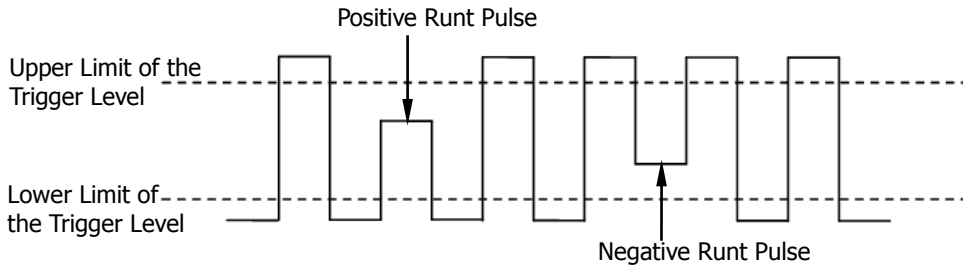 Positive Runt Pulse
Upper Limit of the
Trigger Level
Lower Limit of
the Trigger Level
Negative Runt Pulse